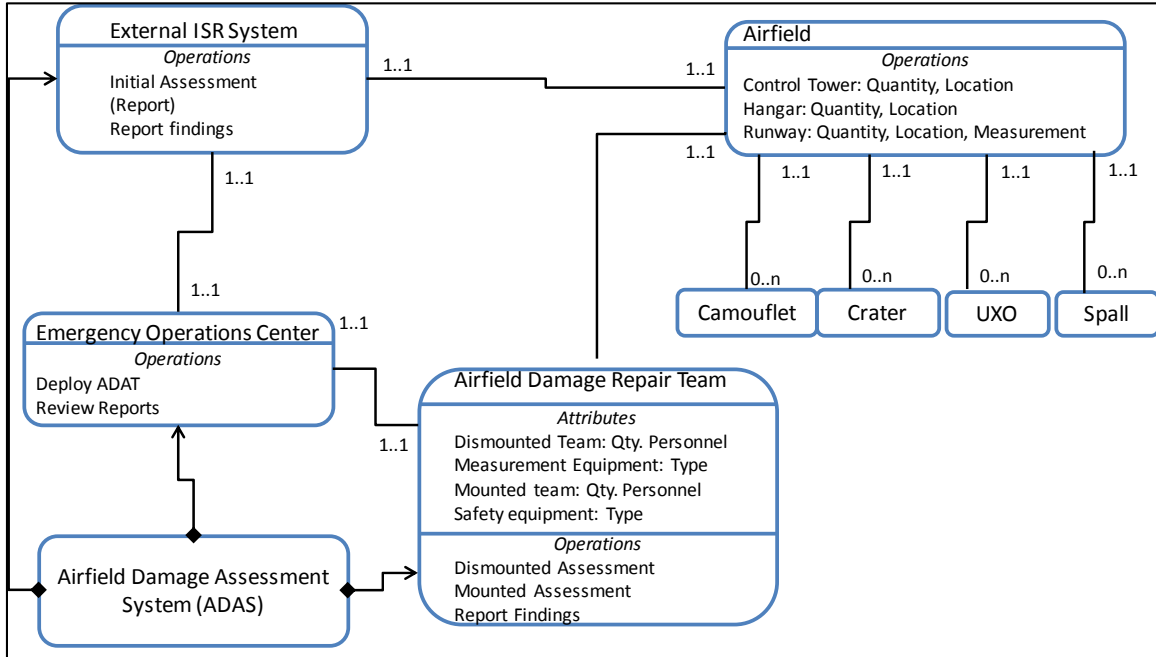 External ISR System
Operations
Initial Assessment
(Report)
Report findings
Airfield
Operations
Control Tower: Quantity, Location
Hangar: Quantity, Location
Runway: Quantity, Location, Measurement
1..1
1..1
1..1
1..1
1..1
1..1
1..1
1..1
0..n
0..n
0..n
0..n
Camouflet
Crater
UXO
Spall
1..1
Emergency Operations Center
Operations
Deploy ADAT
Review Reports
1..1
1..1
Airfield Damage Repair Team
Attributes
Dismounted Team: Qty. Personnel
Measurement Equipment: Type
Mounted team: Qty. Personnel
Safety equipment: Type
Operations
Dismounted Assessment
Mounted Assessment
Report Findings
Airfield Damage Assessment
System (ADAS)